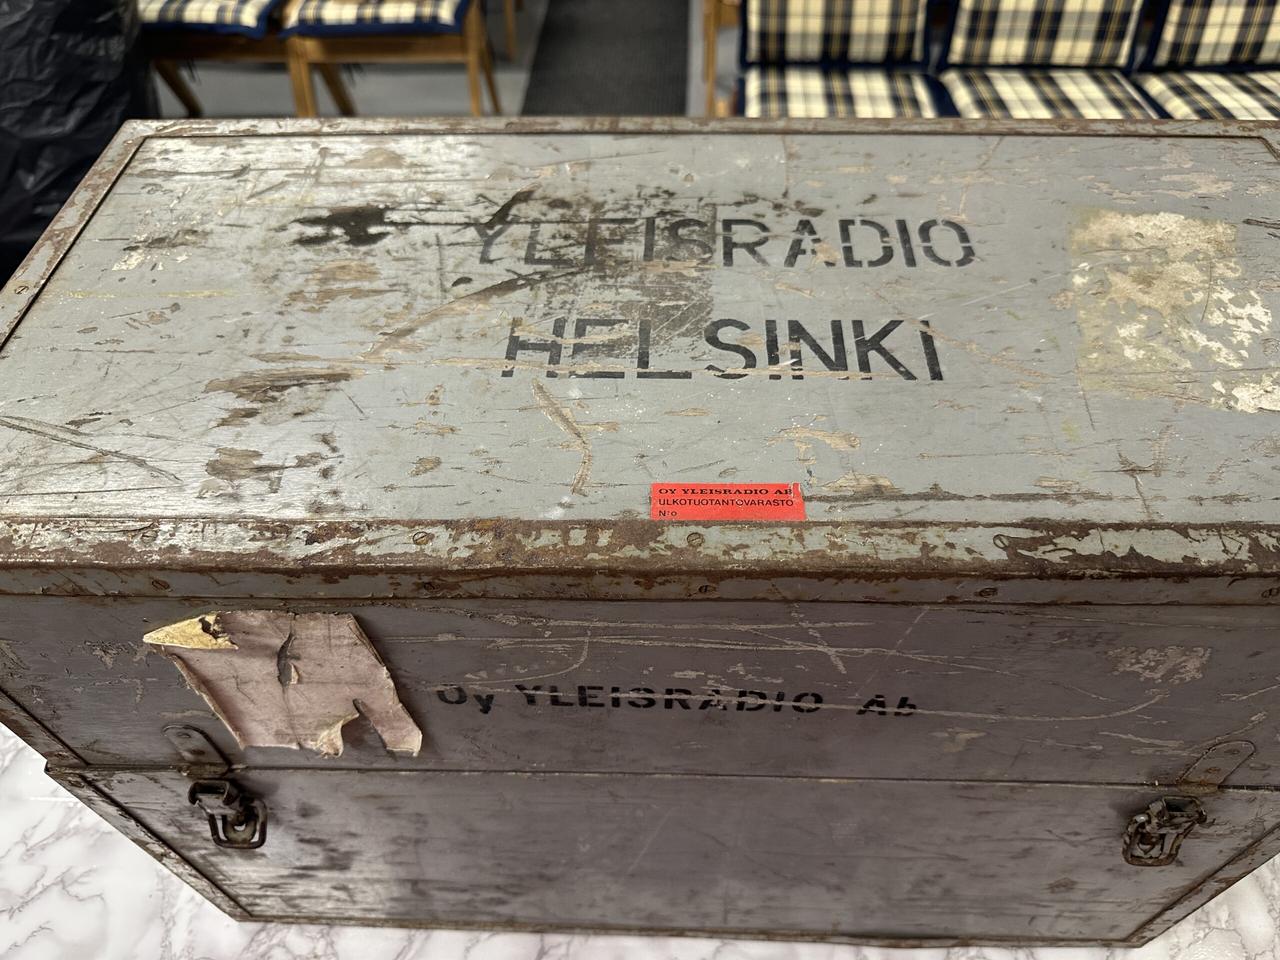 YLEISRADIO
HELSINKI
OY YLEISRADIO AB
ULKOTUOTANTOVARASTO
N:o
Oy YLEISRADIO Ab